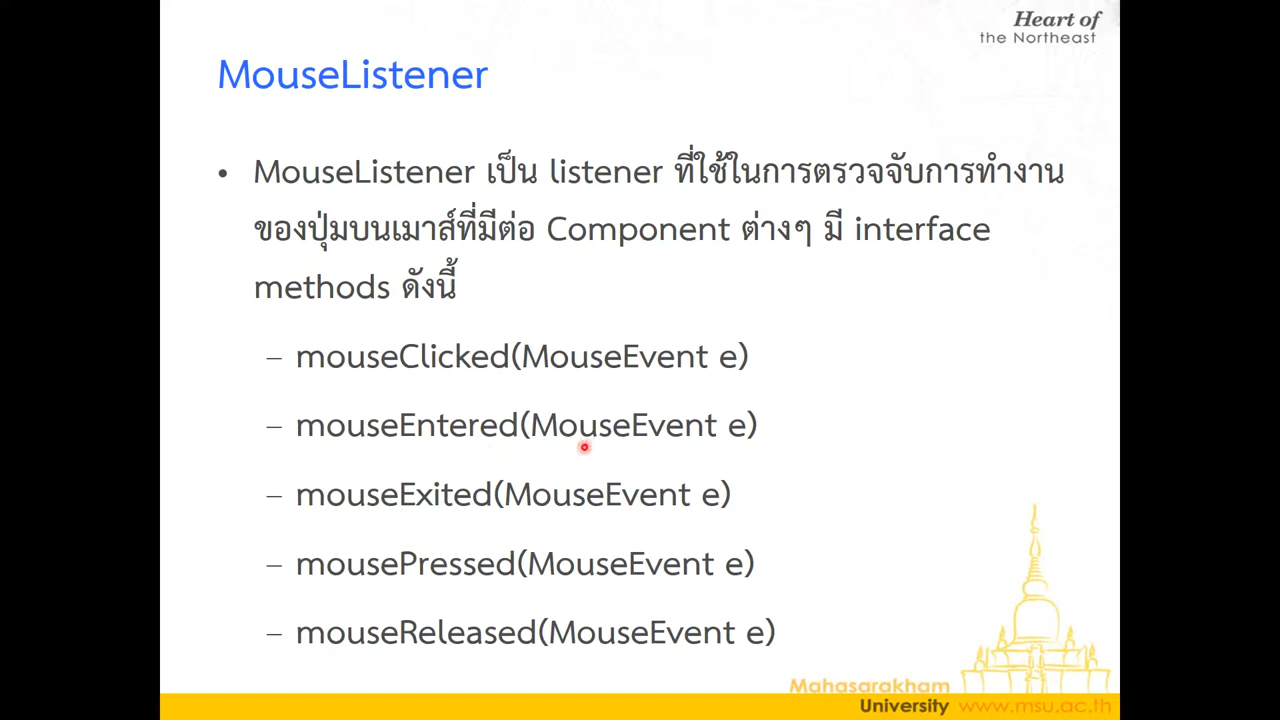 Heart of
the Northeast
MouseListener
• MouseListener เป็น listener ที่ใช้ในการตรวจจับการทำงาน
ของปุ่มบนเมาส์ที่มีต่อ Component ต่างๆ มี interface
methods ดังนี้
– mouseClicked(MouseEvent e)
– mouseEntered(MouseEvent e)
– mouseExited(MouseEvent e)
– mousePressed(MouseEvent e)
– mouseReleased(MouseEvent e)
Mahasarakham
University www.msu.ac.th